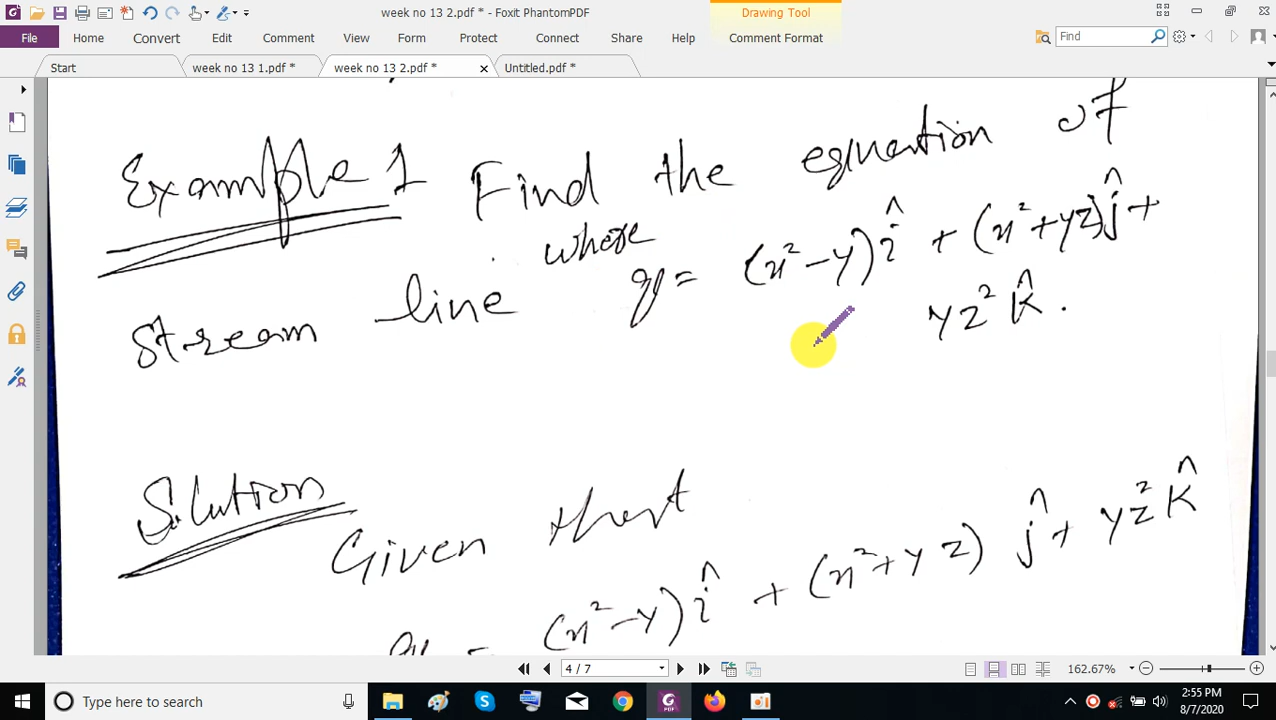 week no 13 2.pdf * - Foxit PhantomPDF
Drawing Tool
File Home Convert Edit Comment View Form Protect Connect Share Help Comment Format Find
Start week no 13 1.pdf * week no 13 2.pdf * Untitled.pdf *
Example 1 Find the equation of
stream line where q = (x² - y) î + (x² + yz) ĵ +
yz² k̂.
Solution Given that
= (x² - y) î + (x² + yz) ĵ + yz² k̂
4 / 7 162.67%
Type here to search
2:55 PM
8/7/2020